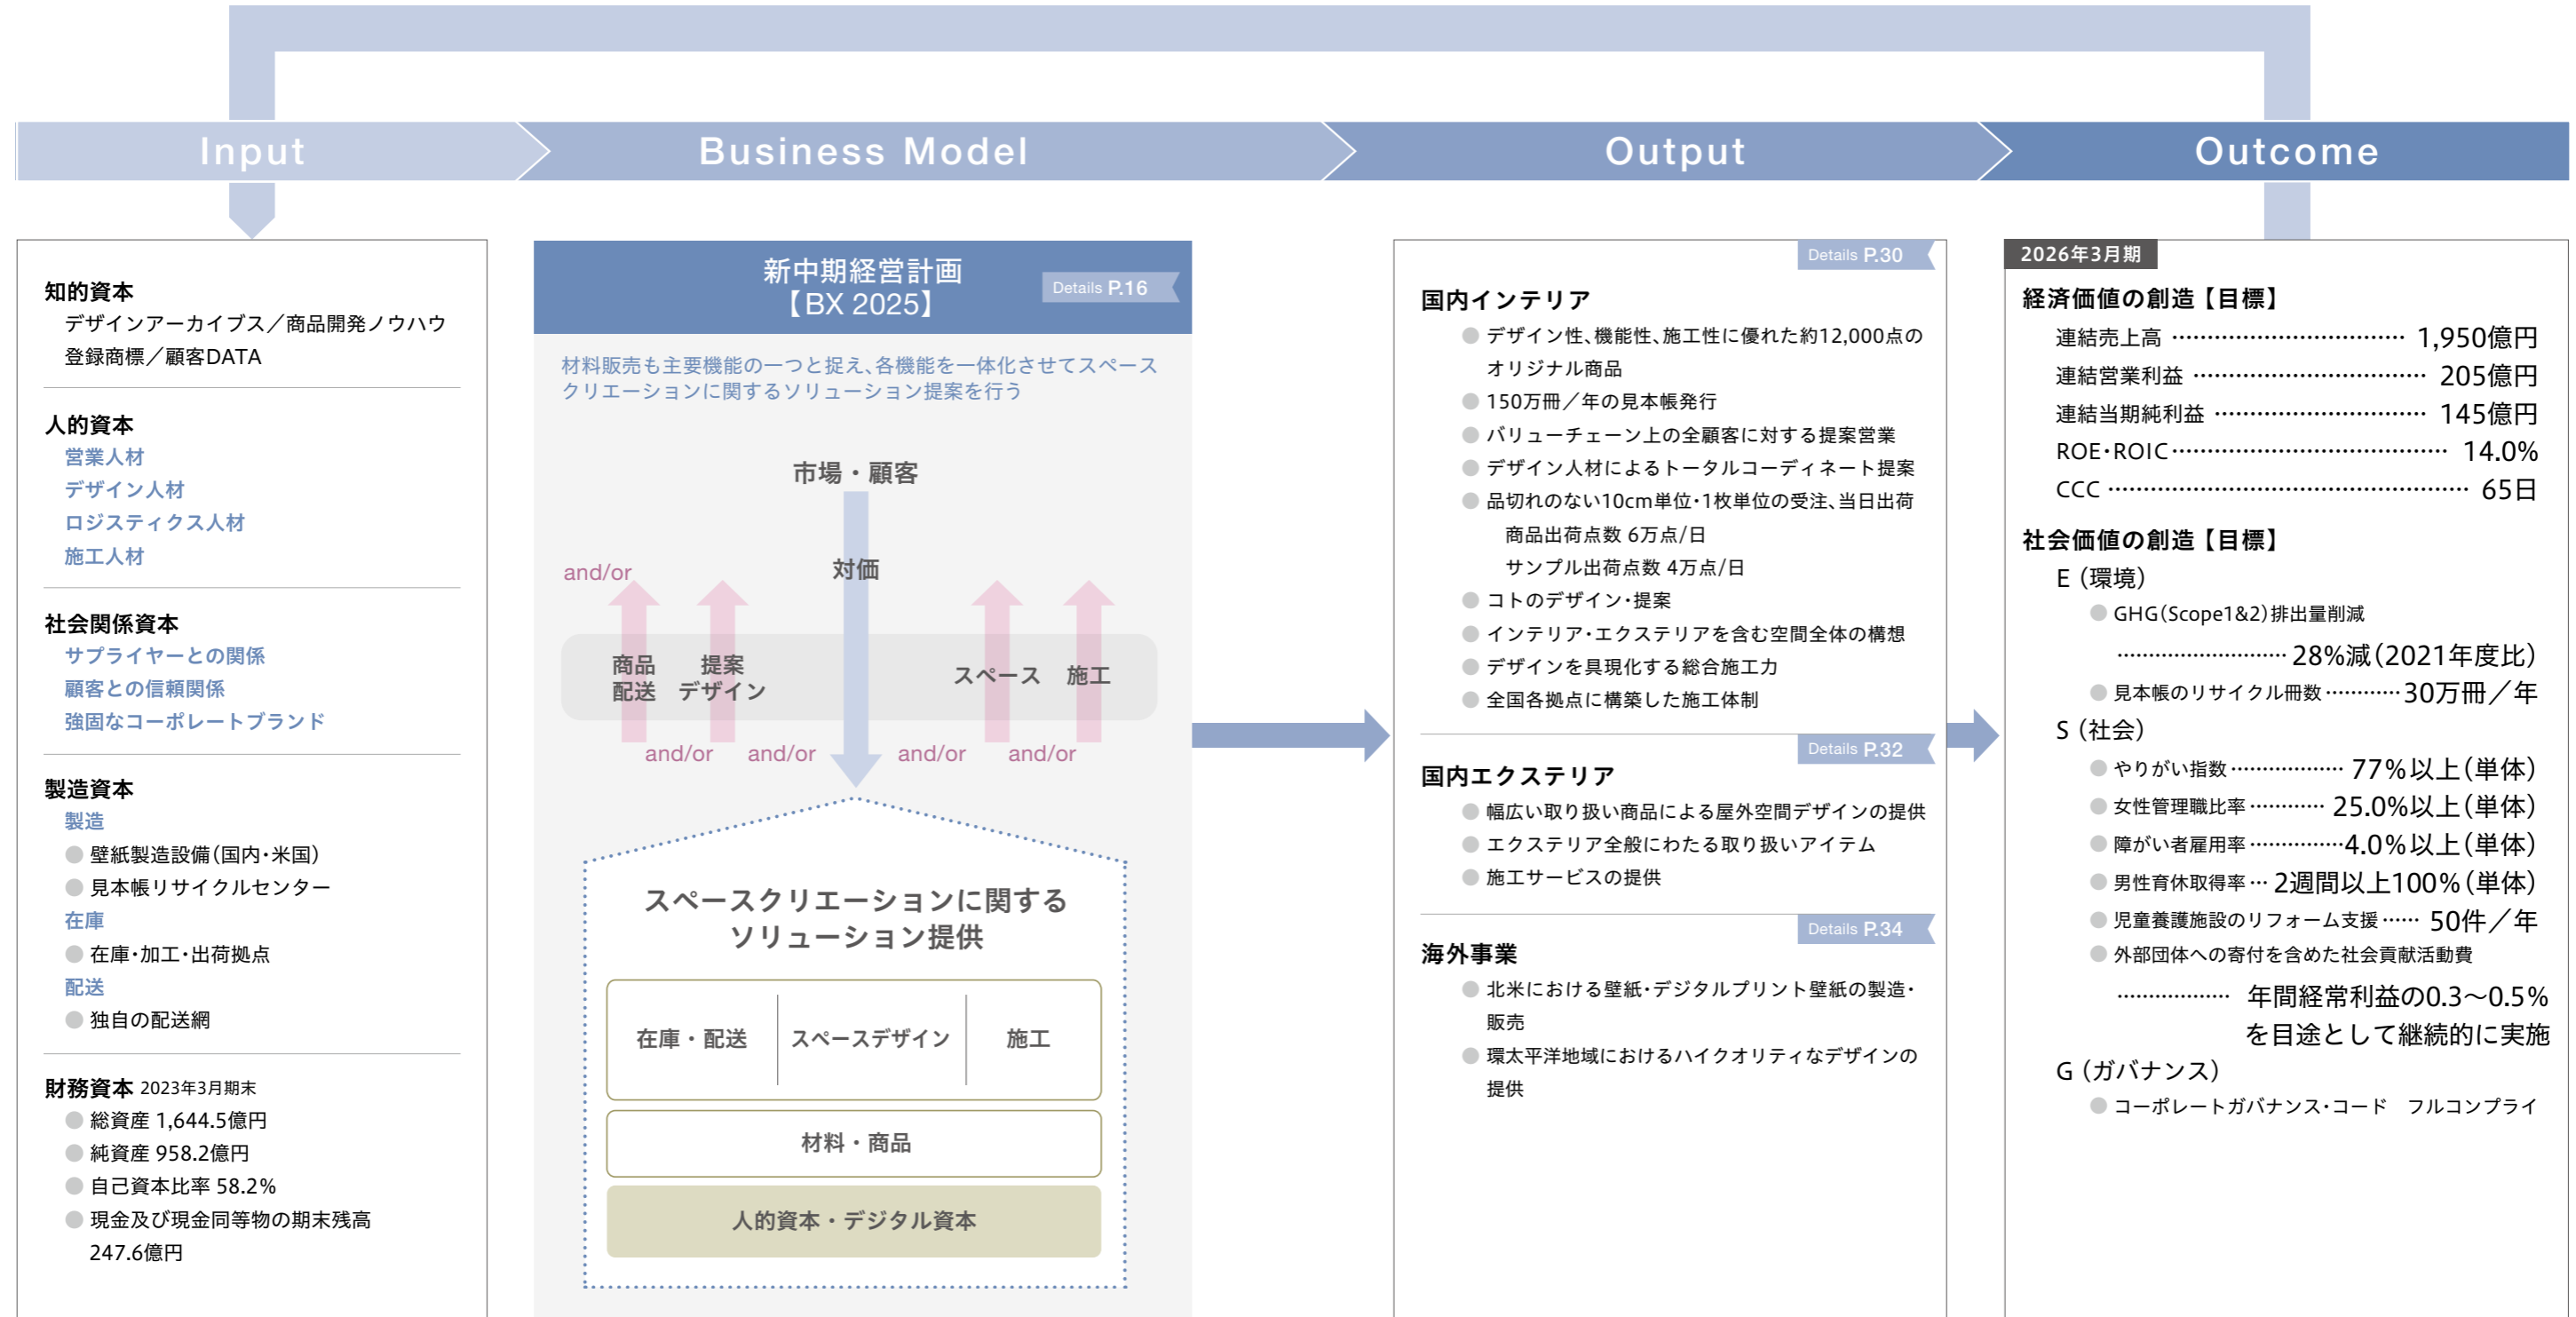 Input
Business Model
Output
Outcome
知的資本
デザインアーカイブス／商品開発ノウハウ
登録商標／顧客DATA
人的資本
営業人材
デザイン人材
ロジスティクス人材
施工人材
社会関係資本
サプライヤーとの関係
顧客との信頼関係
強固なコーポレートブランド
製造資本
製造
● 壁紙製造設備（国内・米国）
● 見本帳リサイクルセンター
在庫
● 在庫・加工・出荷拠点
配送
● 独自の配送網
財務資本 2023年3月期末
● 総資産 1,644.5億円
● 純資産 958.2億円
● 自己資本比率 58.2%
● 現金及び現金同等物の期末残高
247.6億円
新中期経営計画
【BX 2025】
Details P.16
材料販売も主要機能の一つと捉え、各機能を一体化させてスペース
クリエーションに関するソリューション提案を行う
市場・顧客
対価
and/or
商品
配送
提案
デザイン
スペース
施工
and/or
and/or
and/or
and/or
スペースクリエーションに関する
ソリューション提供
在庫・配送
スペースデザイン
施工
材料・商品
人的資本・デジタル資本
Details P.30
国内インテリア
● デザイン性、機能性、施工性に優れた約12,000点の
オリジナル商品
● 150万冊／年の見本帳発行
● バリューチェーン上の全顧客に対する提案営業
● デザイン人材によるトータルコーディネート提案
● 品切れのない10cm単位・1枚単位の受注、当日出荷
商品出荷点数 6万点/日
サンプル出荷点数 4万点/日
● コトのデザイン・提案
● インテリア・エクステリアを含む空間全体の構想
● デザインを具現化する総合施工力
● 全国各拠点に構築した施工体制
Details P.32
国内エクステリア
● 幅広い取り扱い商品による屋外空間デザインの提供
● エクステリア全般にわたる取り扱いアイテム
● 施工サービスの提供
Details P.34
海外事業
● 北米における壁紙・デジタルプリント壁紙の製造・
販売
● 環太平洋地域におけるハイクオリティなデザインの
提供
2026年3月期
経済価値の創造【目標】
連結売上高 ……………… 1,950億円
連結営業利益 ……………… 205億円
連結当期純利益 ……………… 145億円
ROE・ROIC ……………… 14.0%
CCC ……………… 65日
社会価値の創造【目標】
E（環境）
● GHG（Scope1&2）排出量削減
……………… 28%減（2021年度比）
● 見本帳のリサイクル冊数 ………… 30万冊／年
S（社会）
● やりがい指数 ……………… 77%以上（単体）
● 女性管理職比率 ………… 25.0%以上（単体）
● 障がい者雇用率 ……………4.0%以上（単体）
● 男性育休取得率 … 2週間以上100%（単体）
● 児童養護施設のリフォーム支援 …… 50件／年
● 外部団体への寄付を含めた社会貢献活動費
……………… 年間経常利益の0.3〜0.5%
を目途として継続的に実施
G（ガバナンス）
● コーポレートガバナンス・コード　フルコンプライ